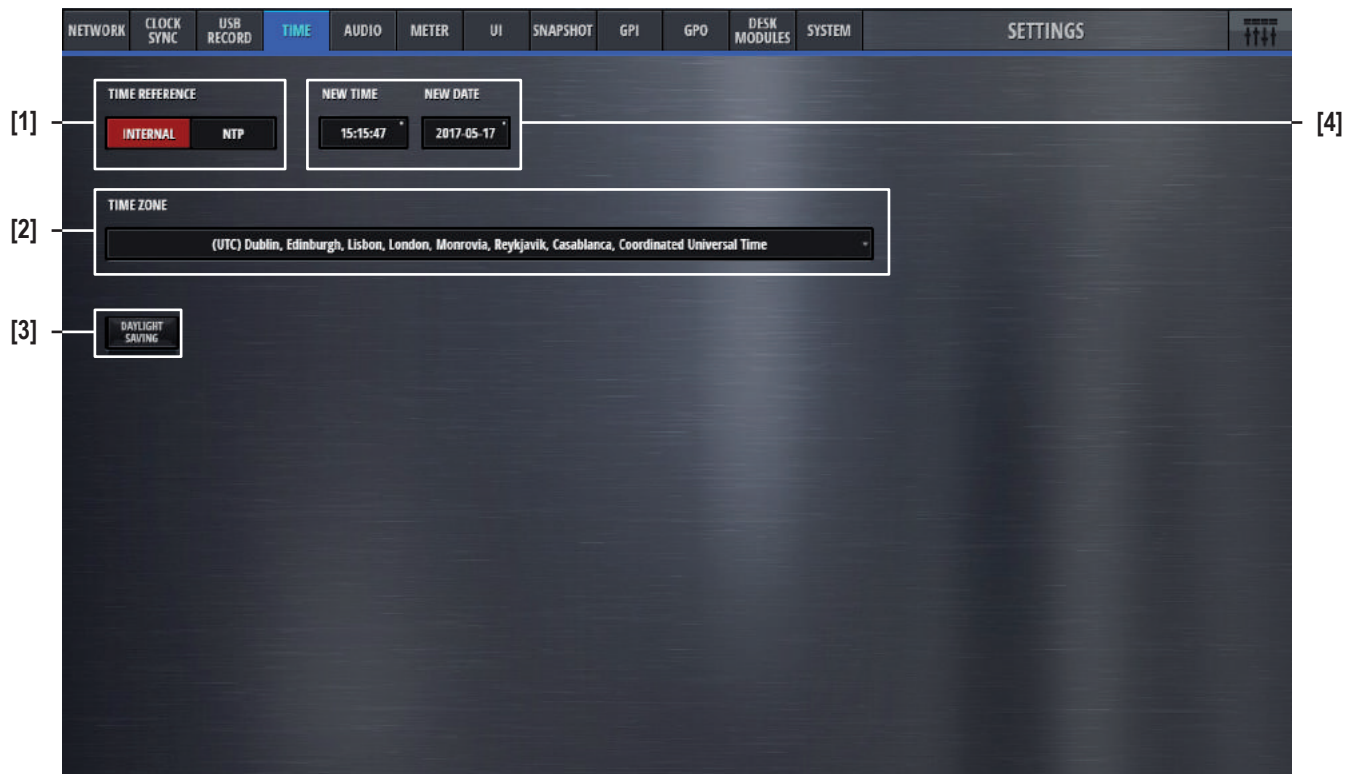 NETWORK CLOCK SYNC USB RECORD TIME AUDIO METER UI SNAPSHOT GPI GPO DESK MODULES SYSTEM SETTINGS
TIME REFERENCE NEW TIME NEW DATE
[1] INTERNAL NTP 15:15:47 2017-05-17 [4]
TIME ZONE
[2] (UTC) Dublin, Edinburgh, Lisbon, London, Monrovia, Reykjavik, Casablanca, Coordinated Universal Time
[3] DAYLIGHT SAVING